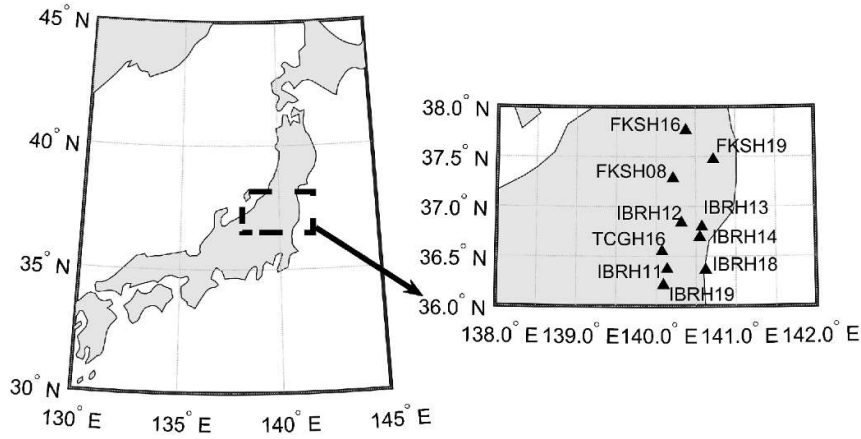 45° N
40° N
35° N
30° N
130° E
135° E
140° E
145° E
38.0° N
37.5° N
37.0° N
36.5° N
36.0° N
138.0° E
139.0° E
140.0° E
141.0° E
142.0° E
FKSH16
FKSH19
FKSH08
IBRH13
IBRH12
IBRH14
TCGH16
IBRH18
IBRH11
IBRH19